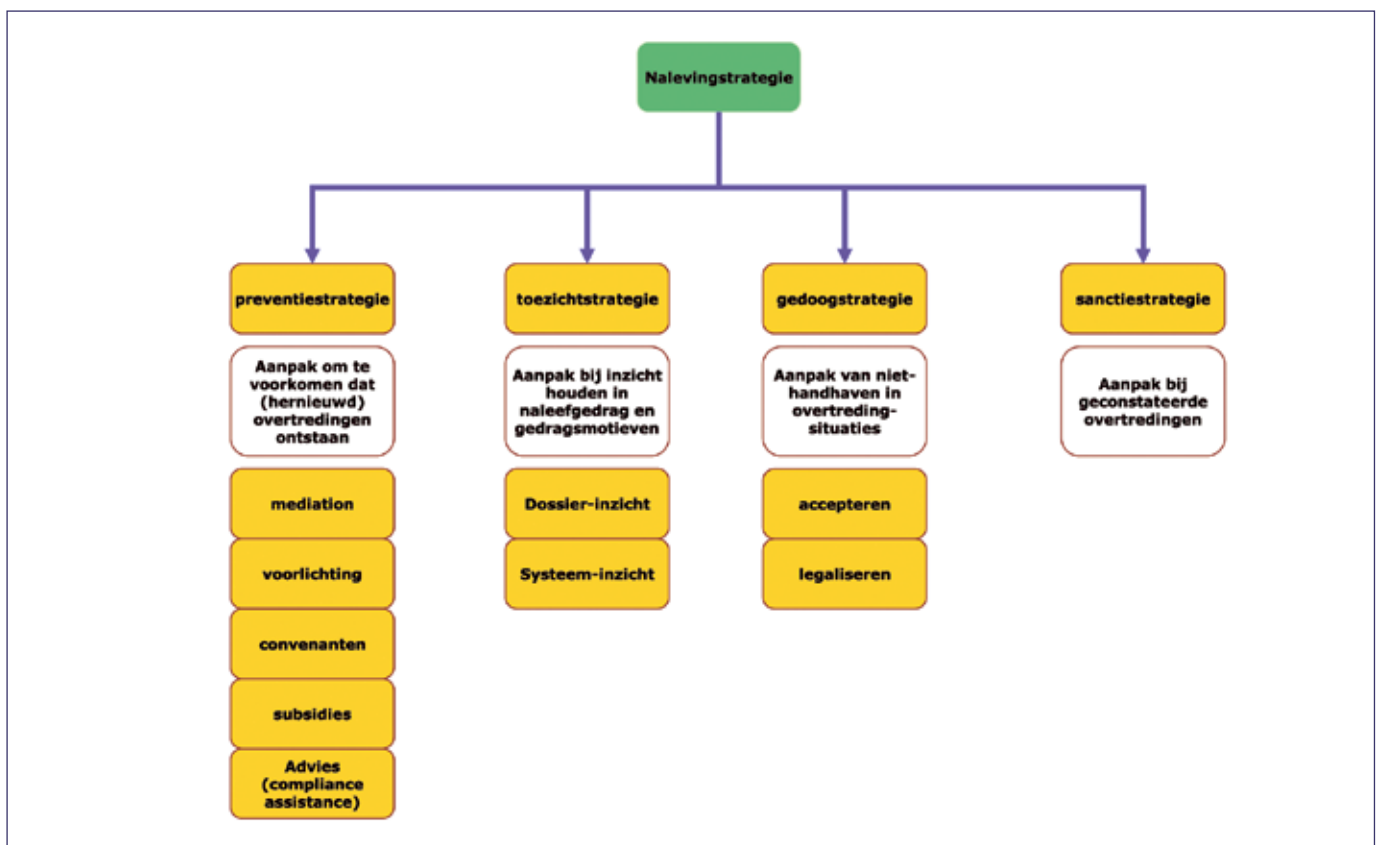 Nalevingstrategie
preventiestrategie
Aanpak om te
voorkomen dat
(hernieuwd)
overtredingen
ontstaan
mediation
voorlichting
convenanten
subsidies
Advies
(compliance
assistance)
toezichtstrategie
Aanpak bij inzicht
houden in
naleefgedrag en
gedragsmotieven
Dossier-inzicht
Systeem-inzicht
gedoogstrategie
Aanpak van niet-
handhaven in
overtreding-
situaties
accepteren
legaliseren
sanctiestrategie
Aanpak bij
geconstateerde
overtredingen